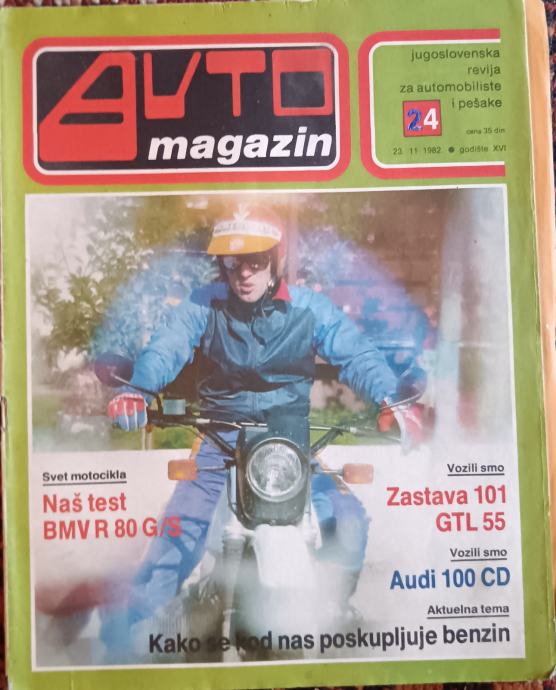 AUTO
magazin
jugoslovenska
revija
za automobiliste
i pešake
24
cena 35 din
23. 11. 1982. ● godište XVI
Svet motocikla
Naš test
BMV R 80 G/S
Vozili smo
Zastava 101
GTL 55
Vozili smo
Audi 100 CD
Aktuelna tema
Kako se kod nas poskupljuje benzin